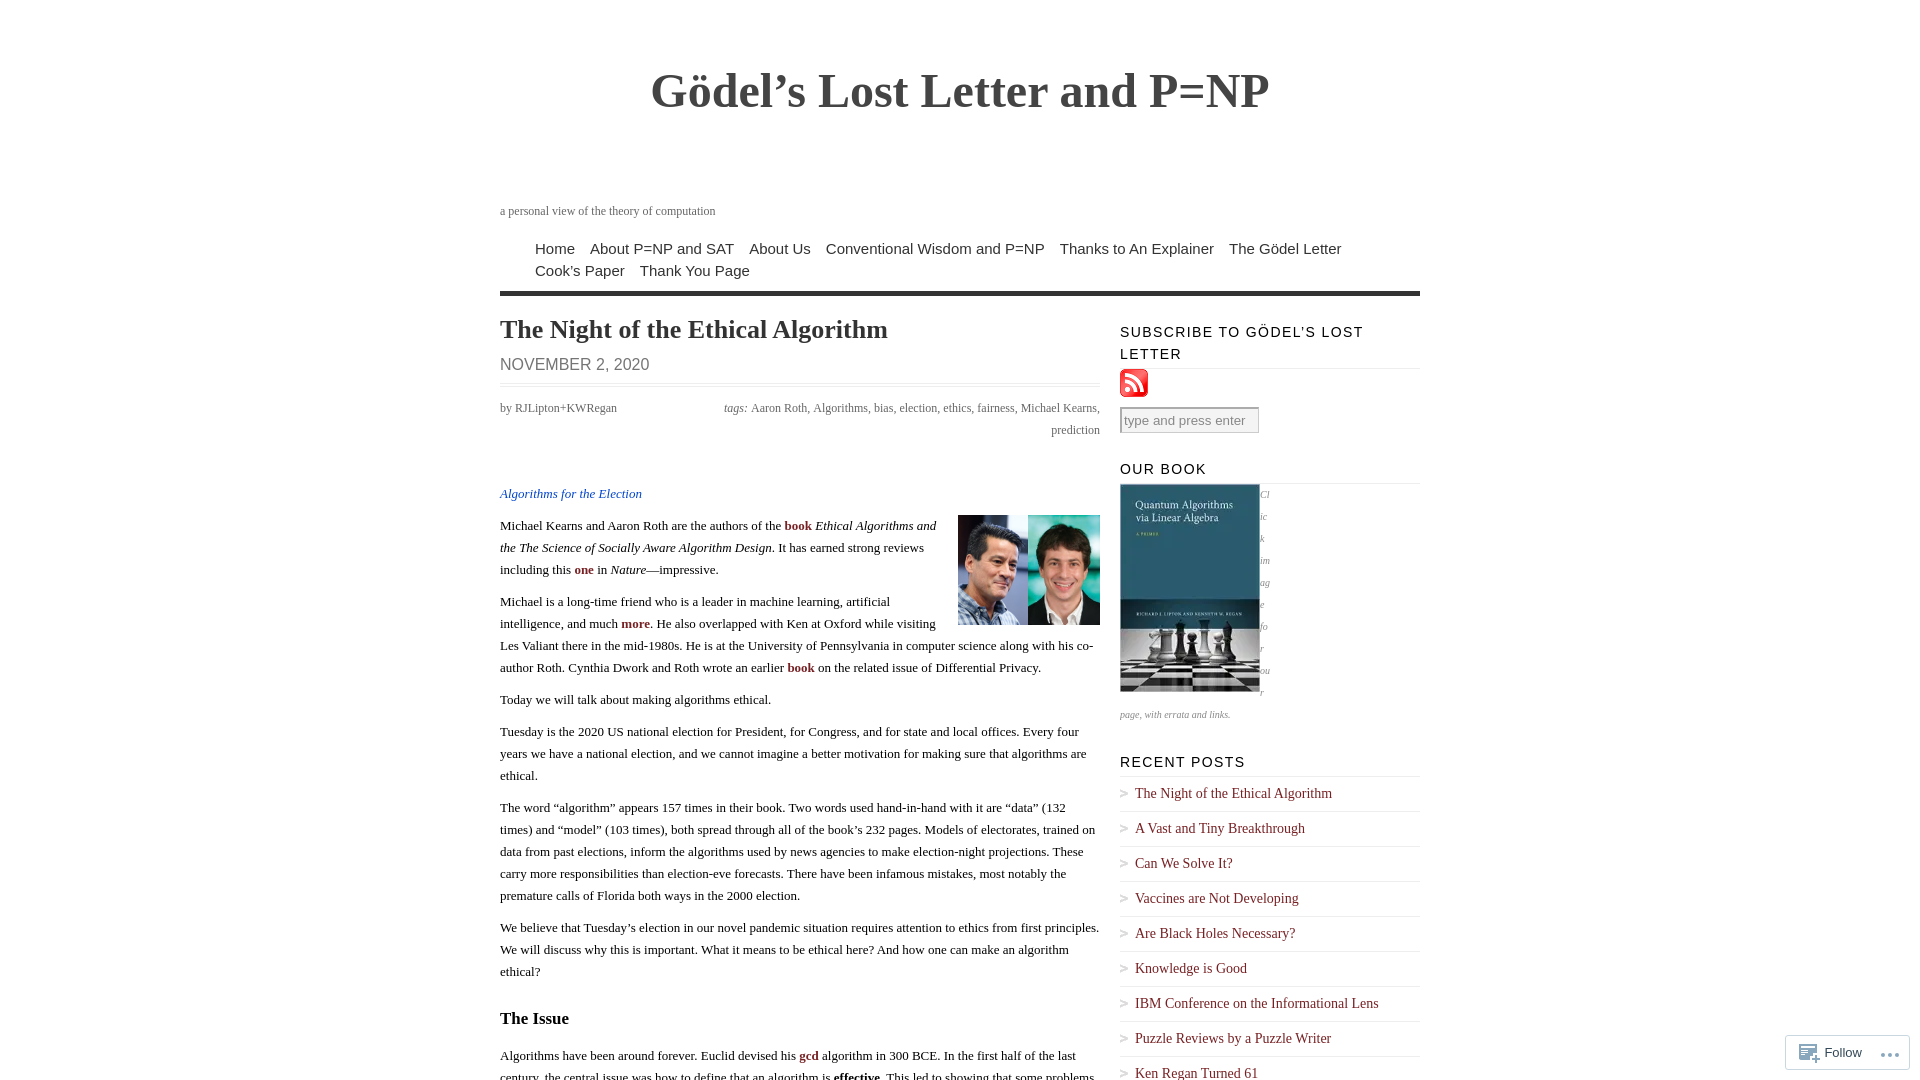 Gödel’s Lost Letter and P=NP
a personal view of the theory of computation
Home About P=NP and SAT About Us Conventional Wisdom and P=NP Thanks to An Explainer The Gödel Letter
Cook’s Paper Thank You Page
The Night of the Ethical Algorithm
NOVEMBER 2, 2020
by RJLipton+KWRegan
tags: Aaron Roth, Algorithms, bias, election, ethics, fairness, Michael Kearns,
prediction
Algorithms for the Election
Michael Kearns and Aaron Roth are the authors of the book Ethical Algorithms and
the The Science of Socially Aware Algorithm Design. It has earned strong reviews
including this one in Nature—impressive.
Michael is a long-time friend who is a leader in machine learning, artificial
intelligence, and much more. He also overlapped with Ken at Oxford while visiting
Les Valiant there in the mid-1980s. He is at the University of Pennsylvania in computer science along with his co-
author Roth. Cynthia Dwork and Roth wrote an earlier book on the related issue of Differential Privacy.
Today we will talk about making algorithms ethical.
Tuesday is the 2020 US national election for President, for Congress, and for state and local offices. Every four
years we have a national election, and we cannot imagine a better motivation for making sure that algorithms are
ethical.
The word “algorithm” appears 157 times in their book. Two words used hand-in-hand with it are “data” (132
times) and “model” (103 times), both spread through all of the book’s 232 pages. Models of electorates, trained on
data from past elections, inform the algorithms used by news agencies to make election-night projections. These
carry more responsibilities than election-eve forecasts. There have been infamous mistakes, most notably the
premature calls of Florida both ways in the 2000 election.
We believe that Tuesday’s election in our novel pandemic situation requires attention to ethics from first principles.
We will discuss why this is important. What it means to be ethical here? And how one can make an algorithm
ethical?
The Issue
Algorithms have been around forever. Euclid devised his gcd algorithm in 300 BCE. In the first half of the last
century, the central issue was how to define that an algorithm is effective. This led to showing that some problems
SUBSCRIBE TO GÖDEL’S LOST
LETTER
type and press enter
OUR BOOK
Quantum Algorithms
via Linear Algebra
A PRIMER
RICHARD J. LIPTON AND KENNETH W. REGAN
Cl
ic
k
im
ag
e
fo
r
ou
r
page, with errata and links.
RECENT POSTS
The Night of the Ethical Algorithm
A Vast and Tiny Breakthrough
Can We Solve It?
Vaccines are Not Developing
Are Black Holes Necessary?
Knowledge is Good
IBM Conference on the Informational Lens
Puzzle Reviews by a Puzzle Writer
Ken Regan Turned 61
Follow